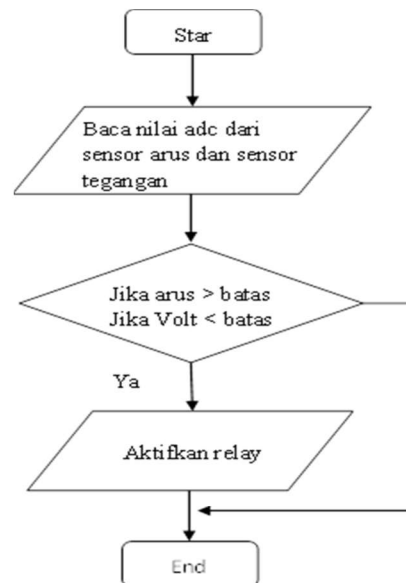 Star
Baca nilai adc dari
sensor arus dan sensor
tegangan
Jika arus > batas
Jika Volt < batas
Ya
Aktifkan relay
End